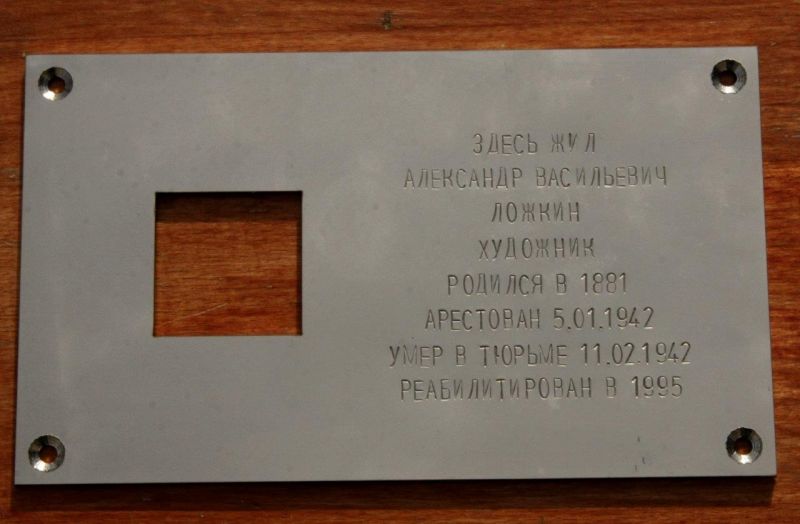 ЗДЕСЬ ЖИЛ
АЛЕКСАНДР ВАСИЛЬЕВИЧ
ЛОЖКИН
ХУДОЖНИК
РОДИЛСЯ В 1881
АРЕСТОВАН 5.01.1942
УМЕР В ТЮРЬМЕ 11.02.1942
РЕАБИЛИТИРОВАН В 1995